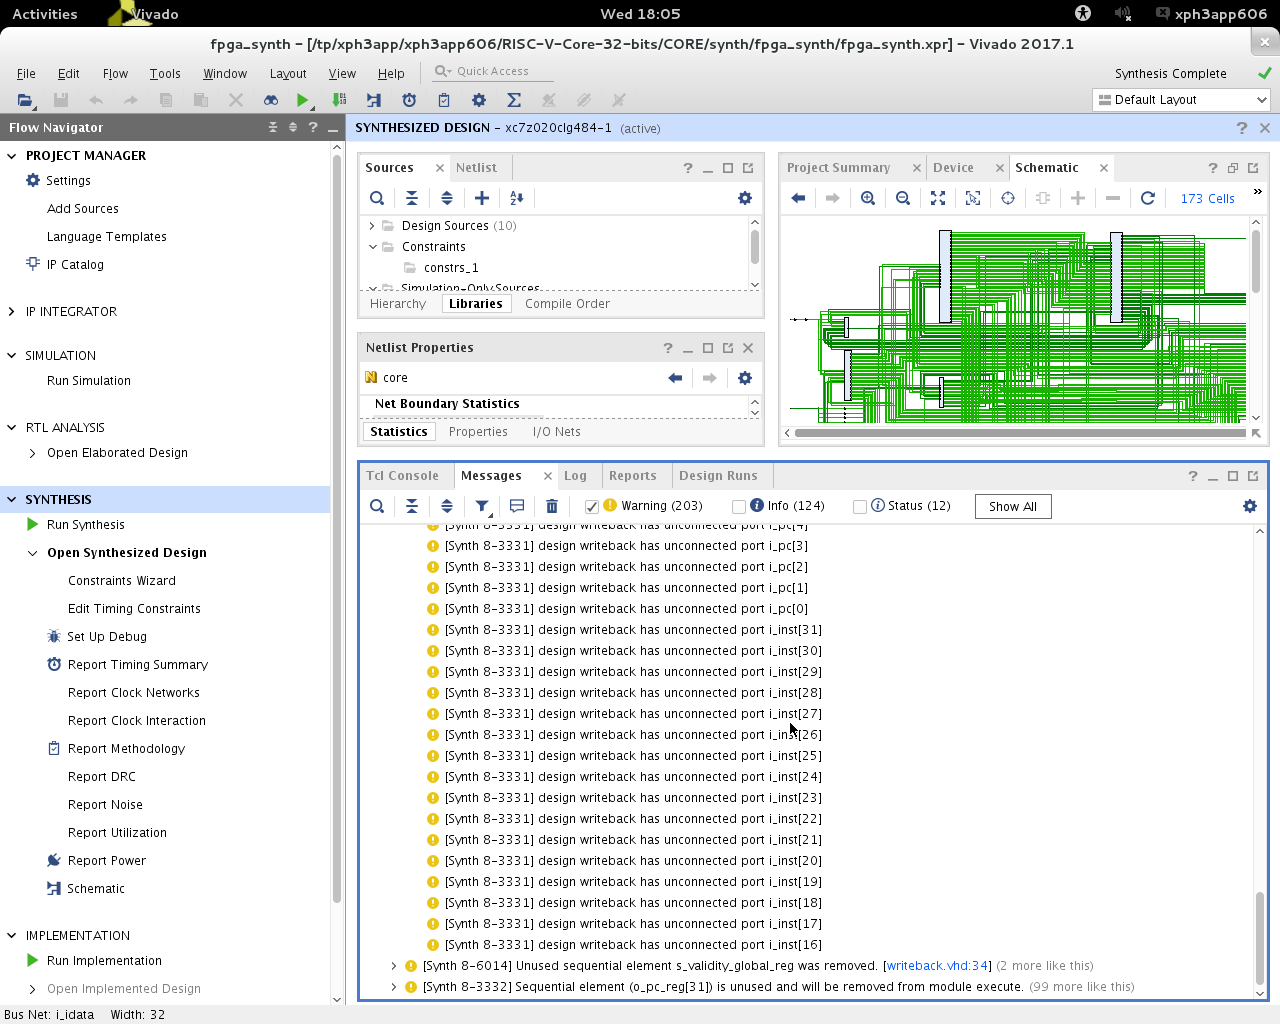 Activities
Vivado
Wed 18:05
xph3app606
fpga_synth – [/tp/xph3app/xph3app606/RISC-V-Core-32-bits/CORE/synth/fpga_synth/fpga_synth.xpr] – Vivado 2017.1
File Edit Flow Tools Window Layout View Help
Quick Access
Synthesis Complete
Default Layout
Flow Navigator
PROJECT MANAGER
Settings
Add Sources
Language Templates
IP Catalog
IP INTEGRATOR
SIMULATION
Run Simulation
RTL ANALYSIS
Open Elaborated Design
SYNTHESIS
Run Synthesis
Open Synthesized Design
Constraints Wizard
Edit Timing Constraints
Set Up Debug
Report Timing Summary
Report Clock Networks
Report Clock Interaction
Report Methodology
Report DRC
Report Noise
Report Utilization
Report Power
Schematic
IMPLEMENTATION
Run Implementation
Open Implemented Design
SYNTHESIZED DESIGN – xc7z020clg484-1 (active)
Sources Netlist
Design Sources (10)
Constraints
constrs_1
Simulation-Only Sources
Hierarchy Libraries Compile Order
Netlist Properties
core
Net Boundary Statistics
Statistics Properties I/O Nets
Project Summary Device Schematic
173 Cells
Tcl Console Messages Log Reports Design Runs
Warning (203) Info (124) Status (12) Show All
[Synth 8-3331] design writeback has unconnected port i_pc[4]
[Synth 8-3331] design writeback has unconnected port i_pc[3]
[Synth 8-3331] design writeback has unconnected port i_pc[2]
[Synth 8-3331] design writeback has unconnected port i_pc[1]
[Synth 8-3331] design writeback has unconnected port i_pc[0]
[Synth 8-3331] design writeback has unconnected port i_inst[31]
[Synth 8-3331] design writeback has unconnected port i_inst[30]
[Synth 8-3331] design writeback has unconnected port i_inst[29]
[Synth 8-3331] design writeback has unconnected port i_inst[28]
[Synth 8-3331] design writeback has unconnected port i_inst[27]
[Synth 8-3331] design writeback has unconnected port i_inst[26]
[Synth 8-3331] design writeback has unconnected port i_inst[25]
[Synth 8-3331] design writeback has unconnected port i_inst[24]
[Synth 8-3331] design writeback has unconnected port i_inst[23]
[Synth 8-3331] design writeback has unconnected port i_inst[22]
[Synth 8-3331] design writeback has unconnected port i_inst[21]
[Synth 8-3331] design writeback has unconnected port i_inst[20]
[Synth 8-3331] design writeback has unconnected port i_inst[19]
[Synth 8-3331] design writeback has unconnected port i_inst[18]
[Synth 8-3331] design writeback has unconnected port i_inst[17]
[Synth 8-3331] design writeback has unconnected port i_inst[16]
[Synth 8-6014] Unused sequential element s_validity_global_reg was removed. [writeback.vhd:34] (2 more like this)
[Synth 8-3332] Sequential element (o_pc_reg[31]) is unused and will be removed from module execute. (99 more like this)
Bus Net: i_idata Width: 32